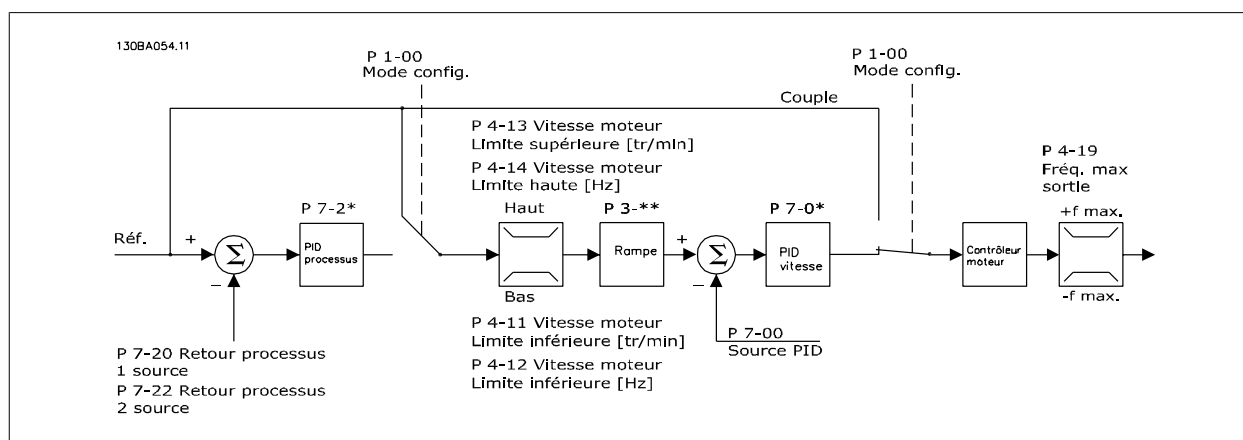 130BA054.11
P 1-00
Mode config.
P 1-00
Mode config.
Couple
P 4-13 Vitesse moteur
Limite supérieure [tr/min]
P 4-14 Vitesse moteur
Limite haute [Hz]
P 4-19
Fréq. max
sortie
P 7-2*
Haut
P 3-**
P 7-0*
+f max.
Réf.
+
Σ
PID
processus
Rampe
+
Σ
PID
vitesse
Contrôleur
moteur
–
–
Bas
-f max.
P 4-11 Vitesse moteur
Limite inférieure [tr/min]
P 4-12 Vitesse moteur
Limite inférieure [Hz]
P 7-00
Source PID
P 7-20 Retour processus
1 source
P 7-22 Retour processus
2 source